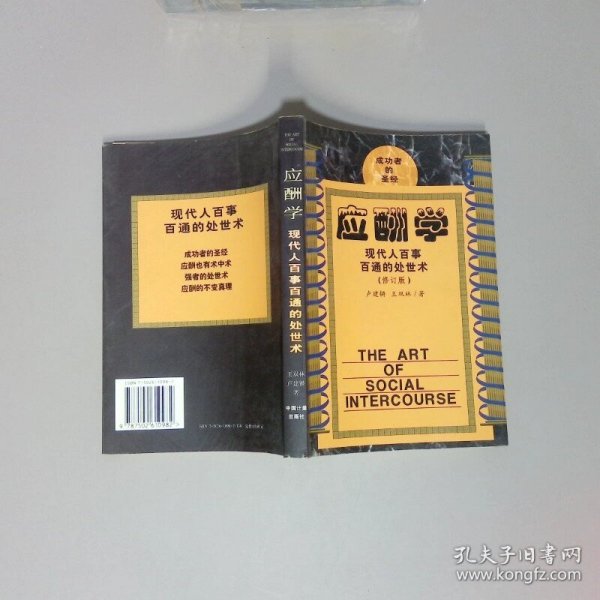 现代人百事
百通的处世术
成功者的圣经
应酬也有术中术
强者的处世术
应酬的不变真理
9 787502 610982 >
THE ART
OF
SOCIAL
INTERCOURSE
应酬学
现代人百事百通的处世术
王双林
卢建钢
著
中国计量
出版社
成功者
的
圣经
应酬学
现代人百事
百通的处世术
(修订版)
卢建钢 王双林/著
THE ART
OF
SOCIAL
INTERCOURSE
孔夫子旧书网
www.kongfz.com